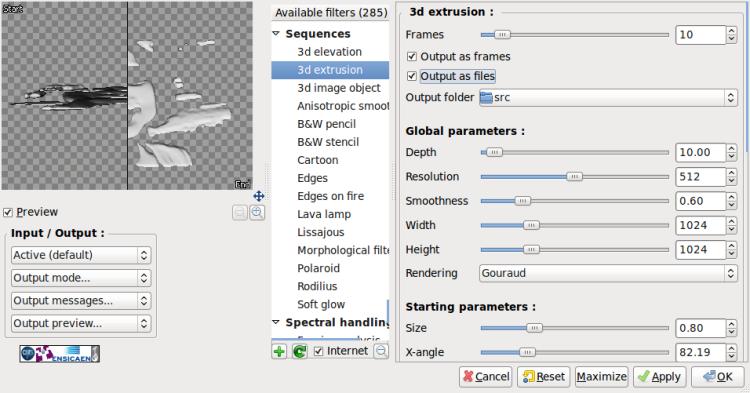 Start
End
Preview
Input / Output :
Active (default)
Output mode...
Output messages...
Output preview...
ENSICAEN
Available filters (285)
Sequences
3d elevation
3d extrusion
3d image object
Anisotropic smoot
B&W pencil
B&W stencil
Cartoon
Edges
Edges on fire
Lava lamp
Lissajous
Morphological filte
Polaroid
Rodilius
Soft glow
Spectral handling
Internet
3d extrusion :
Frames 10
Output as frames
Output as files
Output folder src
Global parameters :
Depth 10.00
Resolution 512
Smoothness 0.60
Width 1024
Height 1024
Rendering Gouraud
Starting parameters :
Size 0.80
X-angle 82.19
Cancel Reset Maximize Apply OK